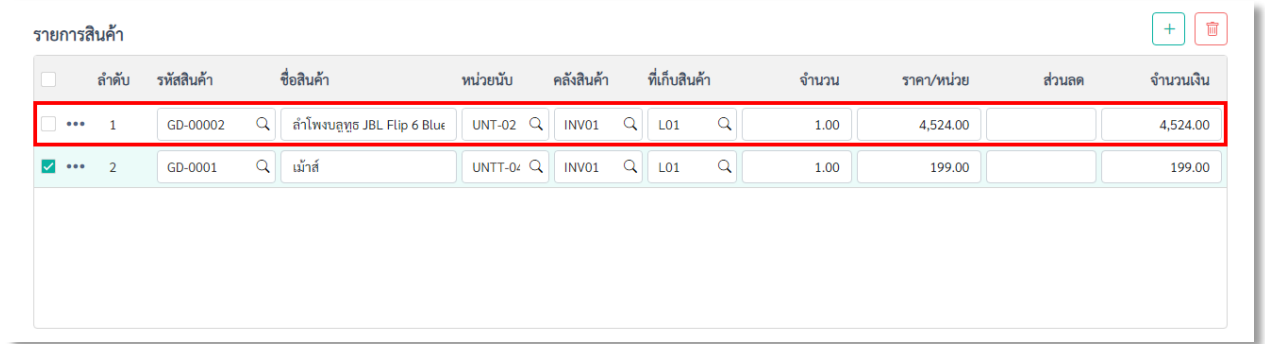 รายการสินค้า
ลำดับ รหัสสินค้า ชื่อสินค้า หน่วยนับ คลังสินค้า ที่เก็บสินค้า จำนวน ราคา/หน่วย ส่วนลด จำนวนเงิน
1 GD-00002 ลำโพงบลูทูธ JBL Flip 6 Blue UNT-02 INV01 L01 1.00 4,524.00 4,524.00
2 GD-0001 เม้าส์ UNTT-04 INV01 L01 1.00 199.00 199.00